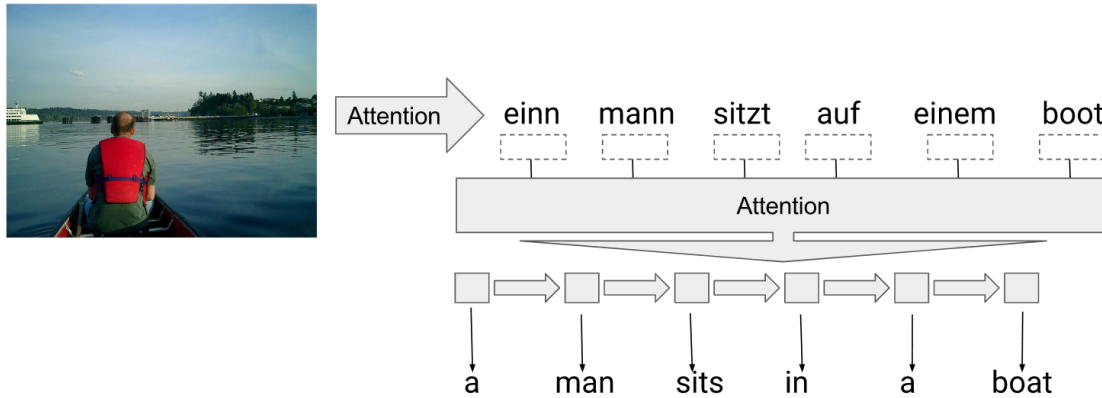 Attention
einn mann sitzt auf einem boot
Attention
a man sits in a boat